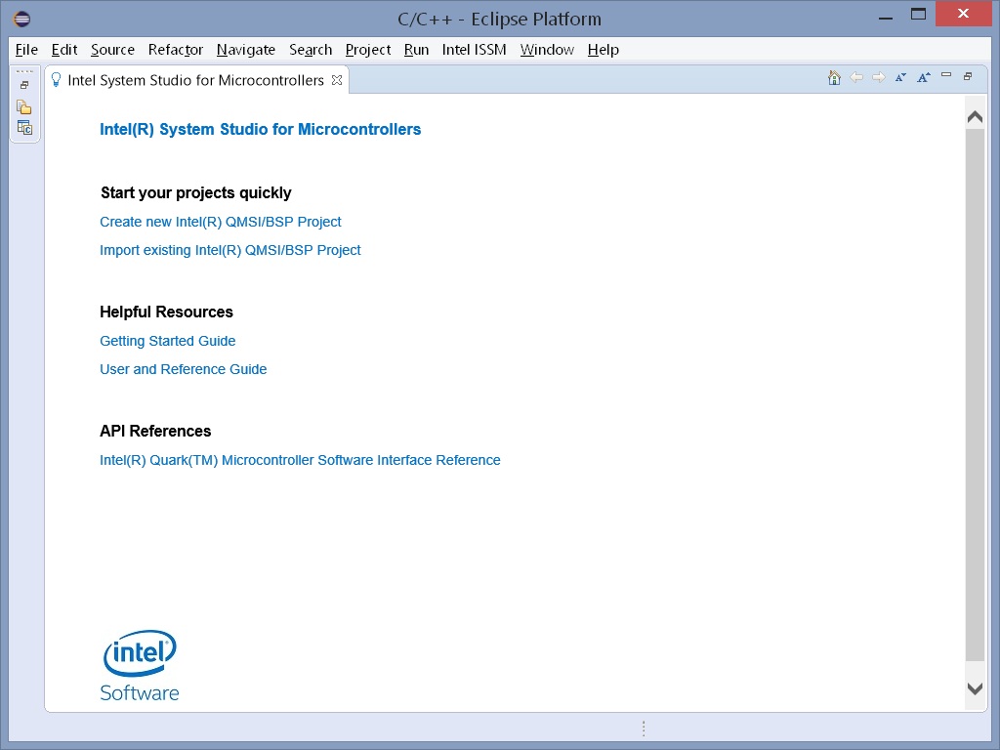 C/C++ - Eclipse Platform
File Edit Source Refactor Navigate Search Project Run Intel ISSM Window Help
Intel System Studio for Microcontrollers
Intel(R) System Studio for Microcontrollers
Start your projects quickly
Create new Intel(R) QMSI/BSP Project
Import existing Intel(R) QMSI/BSP Project
Helpful Resources
Getting Started Guide
User and Reference Guide
API References
Intel(R) Quark(TM) Microcontroller Software Interface Reference
intel
Software